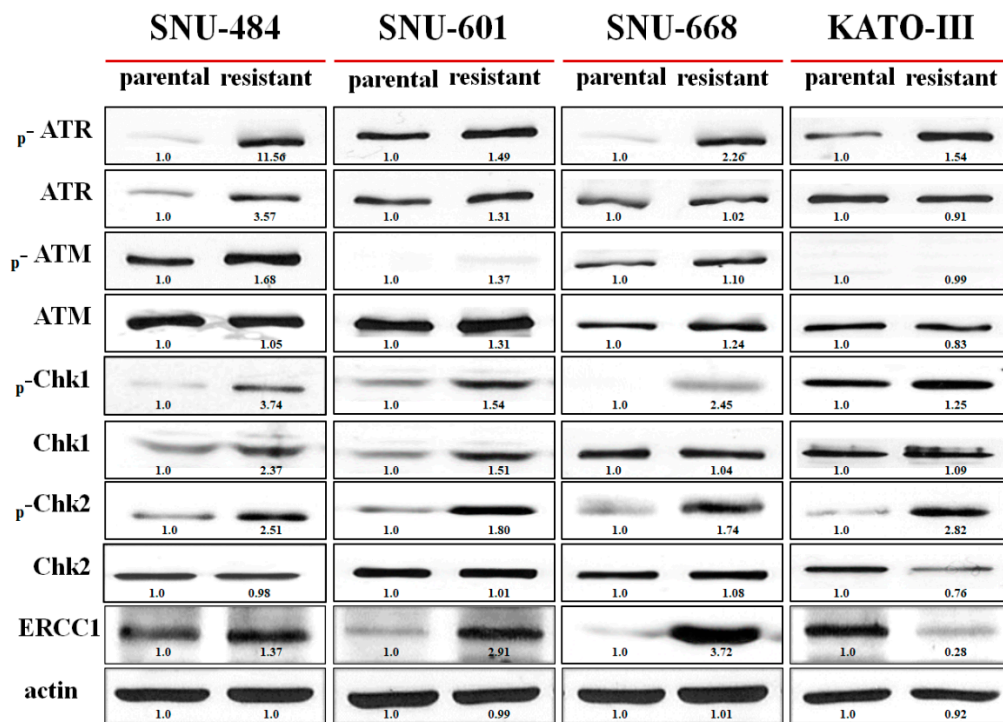 SNU-484 SNU-601 SNU-668 KATO-III
parental resistant parental resistant parental resistant parental resistant
p- ATR
1.0 11.56 1.0 1.49 1.0 2.26 1.0 1.54
ATR
1.0 3.57 1.0 1.31 1.0 1.02 1.0 0.91
p- ATM
1.0 1.68 1.0 1.37 1.0 1.10 1.0 0.99
ATM
1.0 1.05 1.0 1.31 1.0 1.24 1.0 0.83
p-Chk1
1.0 3.74 1.0 1.54 1.0 2.45 1.0 1.25
Chk1
1.0 2.37 1.0 1.51 1.0 1.04 1.0 1.09
p-Chk2
1.0 2.51 1.0 1.80 1.0 1.74 1.0 2.82
Chk2
1.0 0.98 1.0 1.01 1.0 1.08 1.0 0.76
ERCC1
1.0 1.37 1.0 2.91 1.0 3.72 1.0 0.28
actin
1.0 1.0 1.0 0.99 1.0 1.01 1.0 0.92